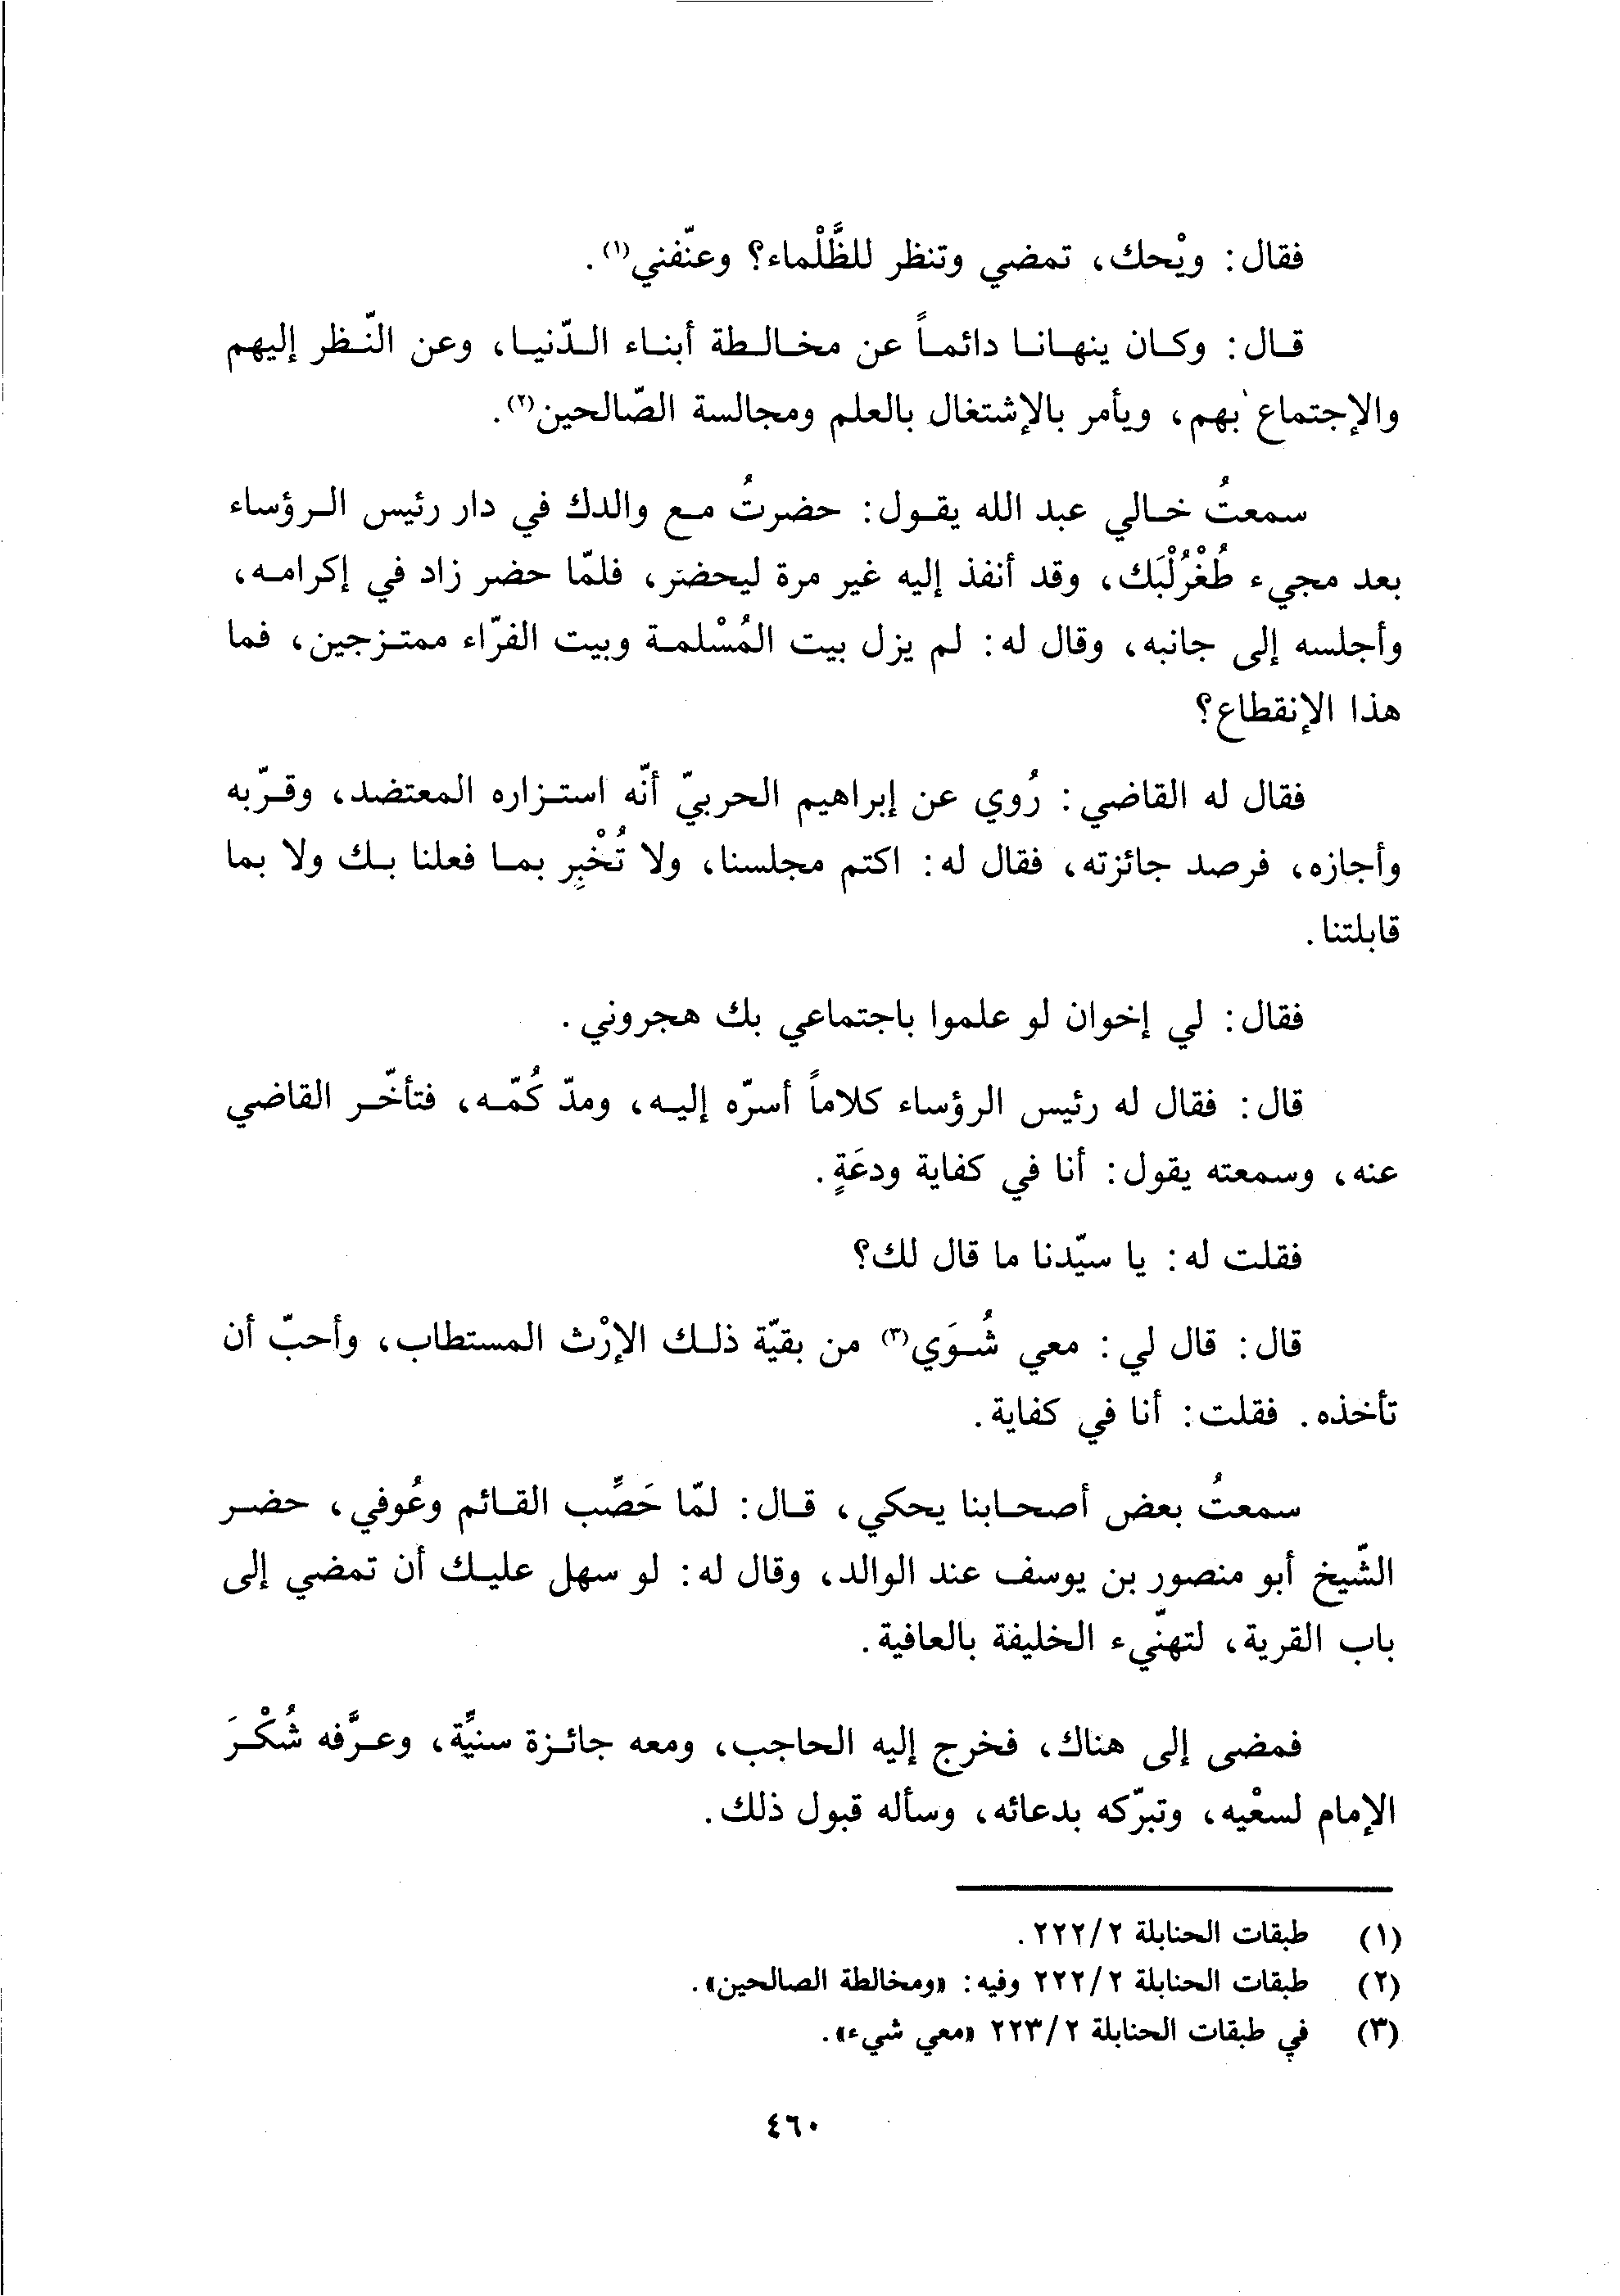 فقال: ويْحك، تمضي وتنظر للظَّلْماء؟ وعنّفني(١).
قال: وكان ينهانا دائماً عن مخالطة أبناء الدّنيا، وعن النّظر إليهم
والإجتماع بهم، ويأمر بالإشتغال بالعلم ومجالسة الصّالحين(٢).
سمعتُ خالي عبد الله يقول: حضرتُ مع والدك في دار رئيس الرؤساء
بعد مجيء طُغْرُلْبَك، وقد أنفذ إليه غير مرة ليحضر، فلمّا حضر زاد في إكرامه،
وأجلسه إلى جانبه، وقال له: لم يزل بيت المُسْلمة وبيت الفرّاء ممتزجين، فما
هذا الإنقطاع؟
فقال له القاضي: رُوي عن إبراهيم الحربيّ أنّه استزاره المعتضد، وقرّبه
وأجازه، فرصد جائزته، فقال له: اكتم مجلسنا، ولا تُخْبِر بما فعلنا بك ولا بما
قابلتنا.
فقال: لي إخوان لو علموا باجتماعي بك هجروني.
قال: فقال له رئيس الرؤساء كلاماً أسرّه إليه، ومدّ كُمّه، فتأخّر القاضي
عنه، وسمعته يقول: أنا في كفاية ودعَةٍ.
فقلت له: يا سيّدنا ما قال لك؟
قال: قال لي: معي شُوَي(٣) من بقيّة ذلك الإرْث المستطاب، وأحبّ أن
تأخذه. فقلت: أنا في كفاية.
سمعتُ بعض أصحابنا يحكي، قال: لمّا حَصِّب القائم وعُوفي، حضر
الشّيخ أبو منصور بن يوسف عند الوالد، وقال له: لو سهل عليك أن تمضي إلى
باب القرية، لتهنّيء الخليفة بالعافية.
فمضى إلى هناك، فخرج إليه الحاجب، ومعه جائزة سنيَّة، وعرَّفه شُكْرَ
الإمام لسعْيه، وتبرّكه بدعائه، وسأله قبول ذلك.
(١) طبقات الحنابلة ٢/٢٢٢.
(٢) طبقات الحنابلة ٢/٢٢٢ وفيه: «ومخالطة الصالحين».
(٣) في طبقات الحنابلة ٢/٢٢٣ «معي شيء».
٤٦٠